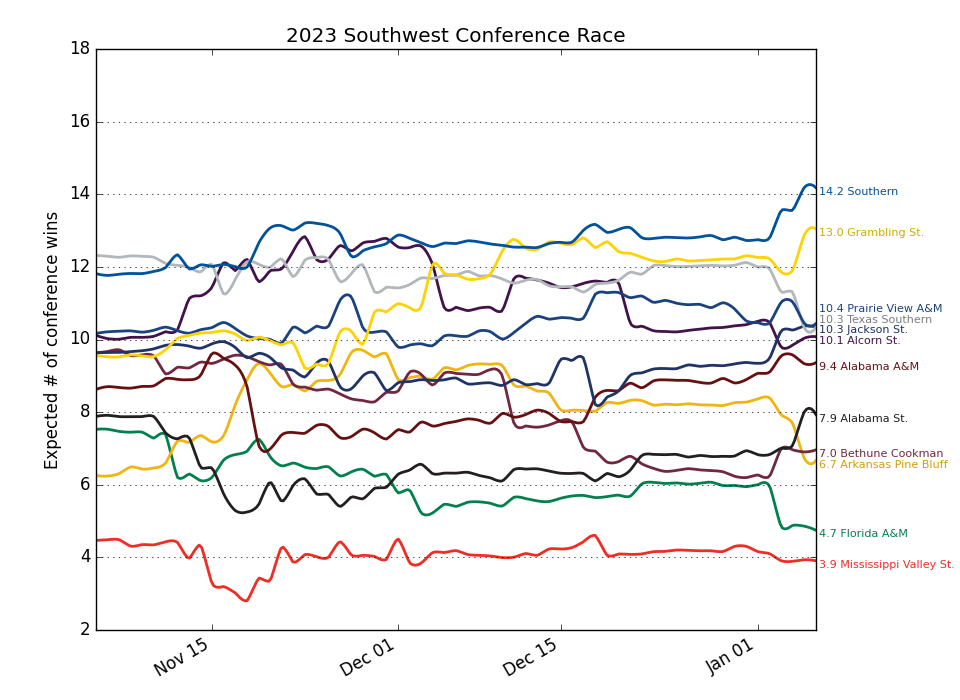 2023 Southwest Conference Race
Expected # of conference wins
18
16
14
12
10
8
6
4
2
Nov 15
Dec 01
Dec 15
Jan 01
14.2 Southern
13.0 Grambling St.
10.4 Prairie View A&M
10.3 Texas Southern
10.3 Jackson St.
10.1 Alcorn St.
9.4 Alabama A&M
7.9 Alabama St.
7.0 Bethune Cookman
6.7 Arkansas Pine Bluff
4.7 Florida A&M
3.9 Mississippi Valley St.